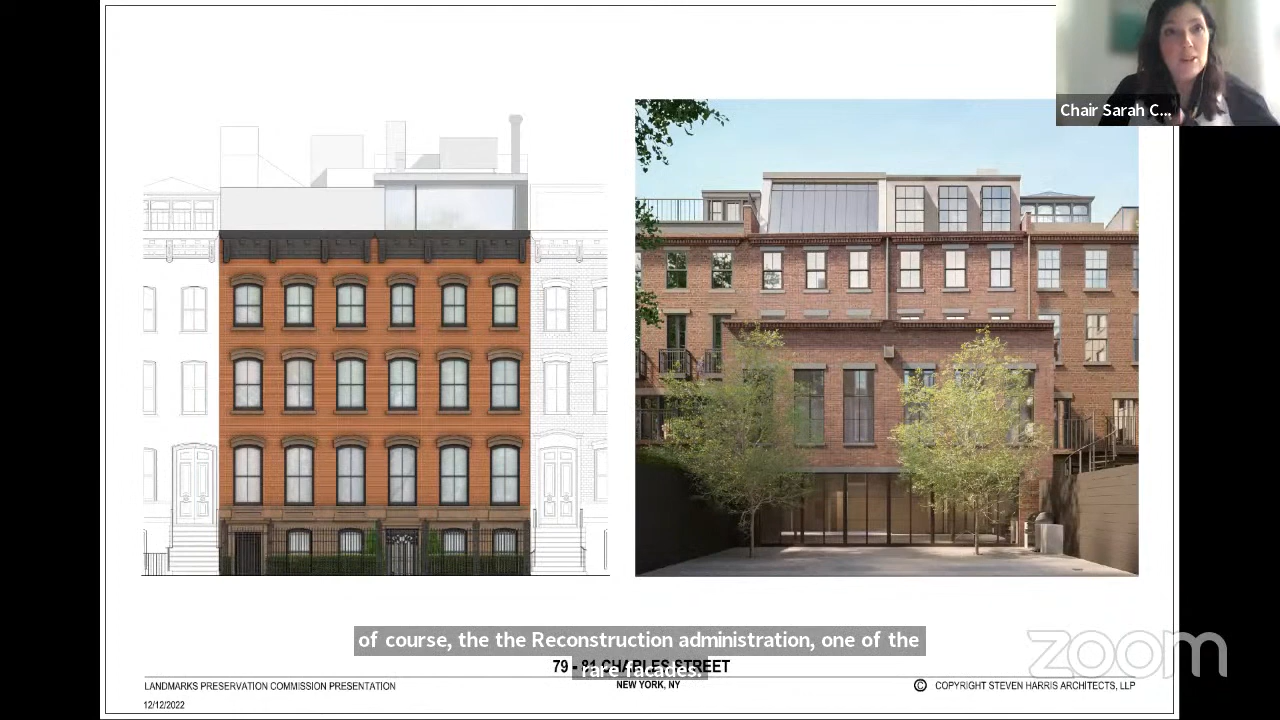 Chair Sarah C...
of course, the the Reconstruction administration, one of the
rare facades.
79 - 81 CHARLES STREET
NEW YORK, NY
LANDMARKS PRESERVATION COMMISSION PRESENTATION
12/12/2022
© COPYRIGHT STEVEN HARRIS ARCHITECTS, LLP
zoom